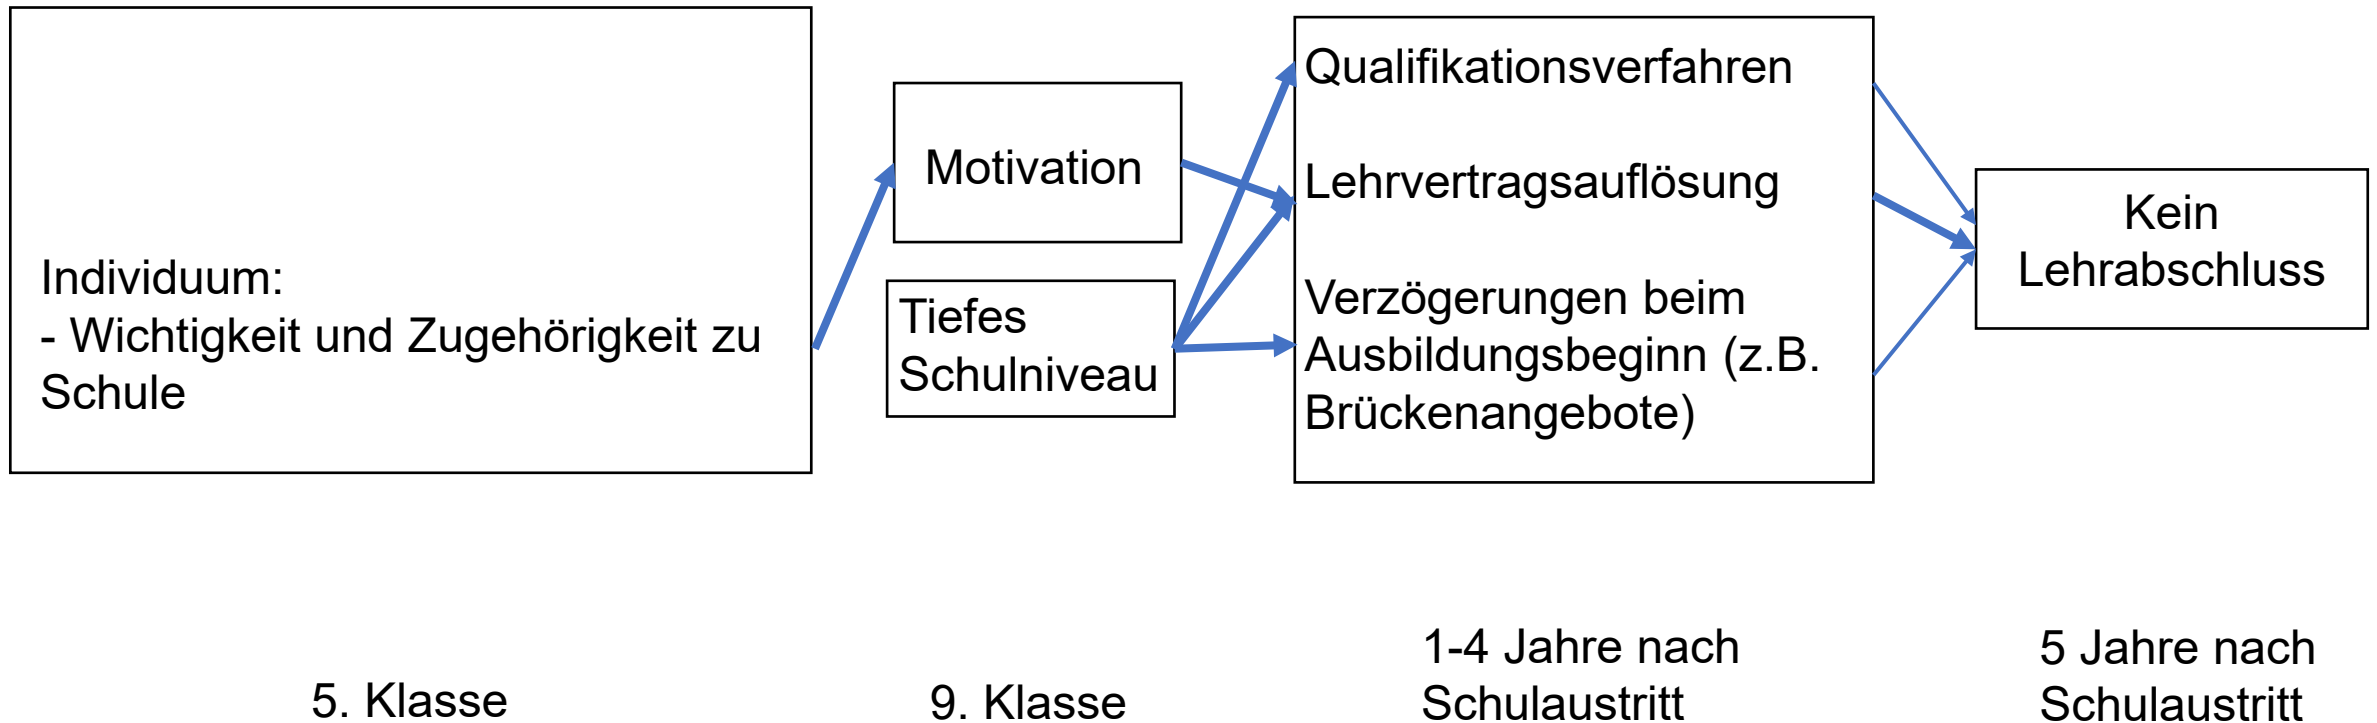 Individuum:
- Wichtigkeit und Zugehörigkeit zu
Schule
Motivation
Tiefes
Schulniveau
Qualifikationsverfahren
Lehrvertragsauflösung
Verzögerungen beim
Ausbildungsbeginn (z.B.
Brückenangebote)
Kein
Lehrabschluss
5. Klasse
9. Klasse
1-4 Jahre nach
Schulaustritt
5 Jahre nach
Schulaustritt